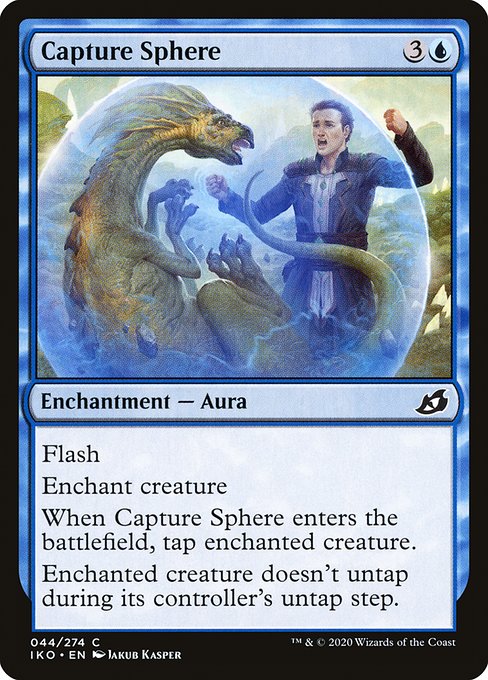 Capture Sphere 3
Enchantment — Aura
Flash
Enchant creature
When Capture Sphere enters the
battlefield, tap enchanted creature.
Enchanted creature doesn't untap
during its controller's untap step.
044/274 C
IKO • EN Jakub Kasper
™ & © 2020 Wizards of the Coast